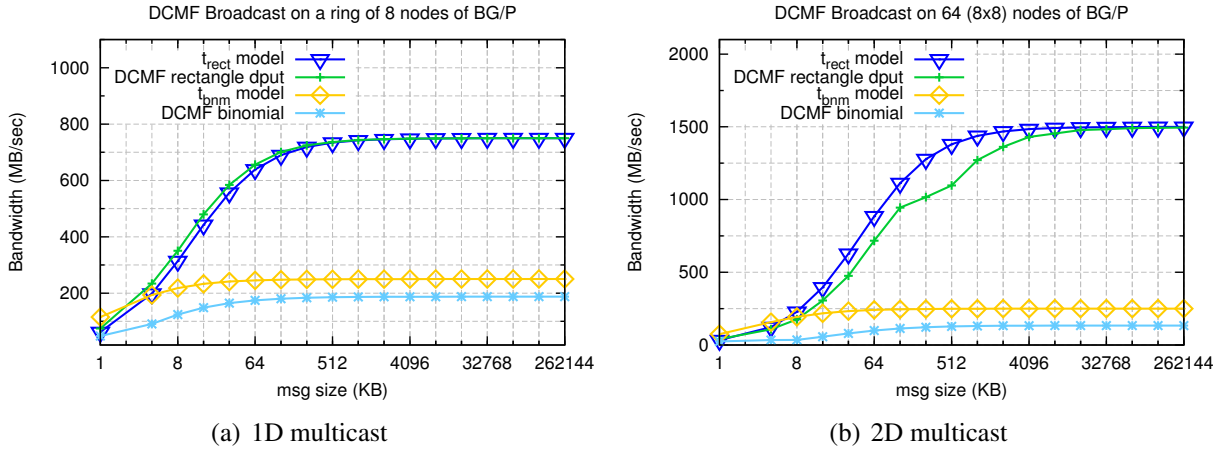 DCMF Broadcast on a ring of 8 nodes of BG/P
1000
800
600
400
200
Bandwidth (MB/sec)
t_rect model
DCMF rectangle dput
t_bnm model
DCMF binomial
1 8 64 512 4096 32768 262144
msg size (KB)
(a) 1D multicast
DCMF Broadcast on 64 (8x8) nodes of BG/P
2000
1500
1000
500
0
Bandwidth (MB/sec)
t_rect model
DCMF rectangle dput
t_bnm model
DCMF binomial
1 8 64 512 4096 32768 262144
msg size (KB)
(b) 2D multicast